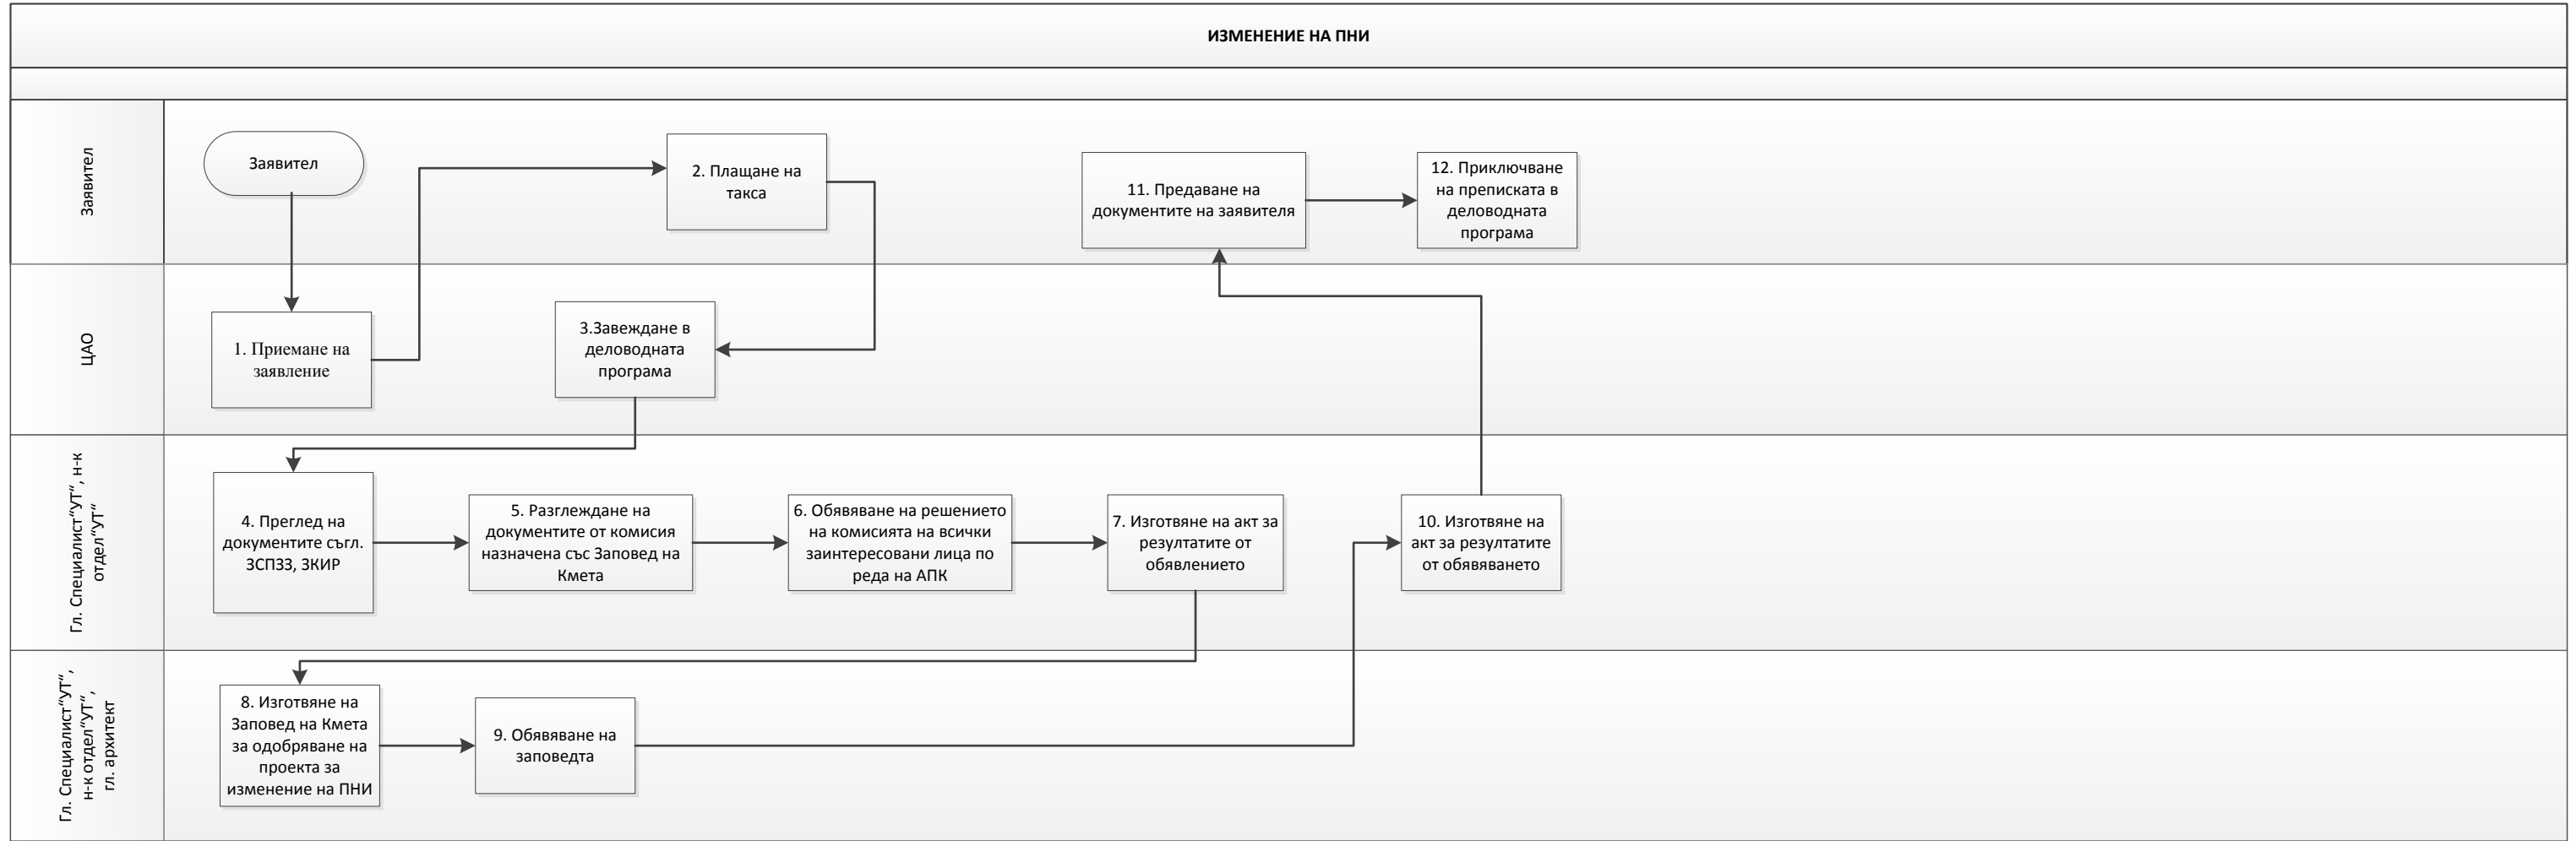 ИЗМЕНЕНИЕ НА ПНИ
Заявител
Заявител
2. Плащане на
такса
11. Предаване на
документите на заявителя
12. Приключване
на преписката в
деловодната
програма
ЦАО
1. Приемане на
заявление
3.Завеждане в
деловодната
програма
Гл. Специалист“УТ“, н-к
отдел“УТ“
4. Преглед на
документите съгл.
ЗСПЗЗ, ЗКИР
5. Разглеждане на
документите от комисия
назначена със Заповед на
Кмета
6. Обявяване на решението
на комисията на всички
заинтересовани лица по
реда на АПК
7. Изготвяне на акт за
резултатите от
обявлението
10. Изготвяне на
акт за резултатите
от обявяването
Гл. Специалист“УТ“,
н-к отдел“УТ“,
гл. архитект
8. Изготвяне на
Заповед на Кмета
за одобряване на
проекта за
изменение на ПНИ
9. Обявяване на
заповедта